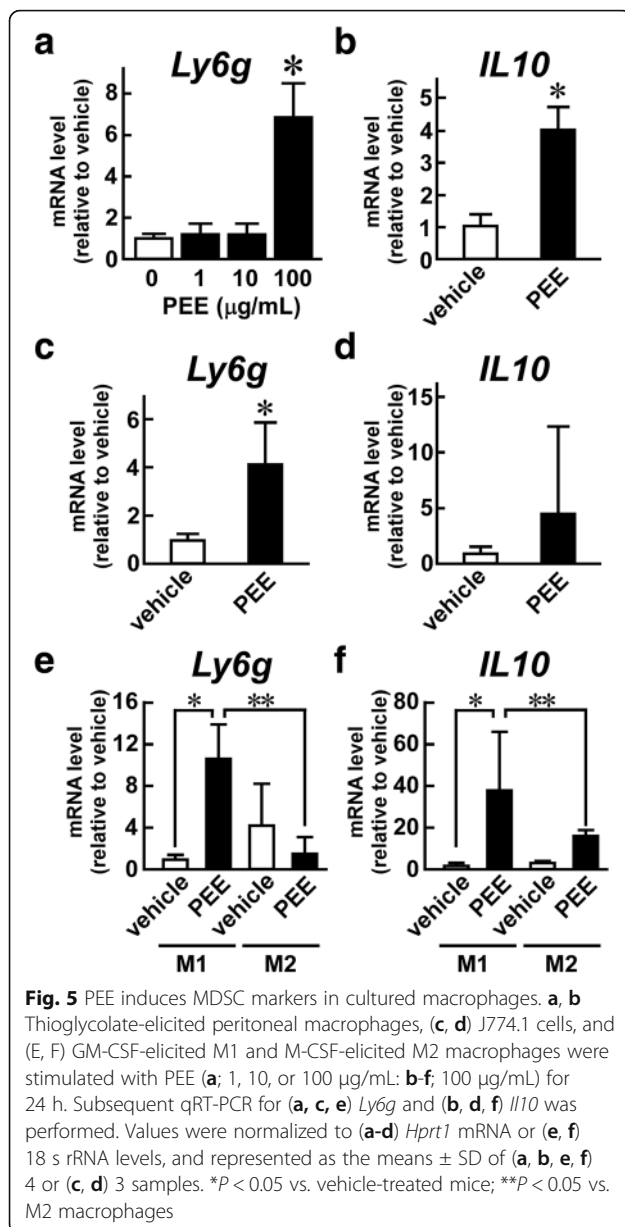 a
Ly6g
mRNA level
(relative to vehicle)
8
6
4
2
0
*
0 1 10 100
PEE (μg/mL)
b
IL10
mRNA level
(relative to vehicle)
5
4
3
2
1
0
*
vehicle PEE
c
Ly6g
mRNA level
(relative to vehicle)
6
4
2
0
*
vehicle PEE
d
IL10
mRNA level
(relative to vehicle)
15
10
5
0
vehicle PEE
e
Ly6g
mRNA level
(relative to vehicle)
16
12
8
4
0
* **
vehicle PEE vehicle PEE
M1 M2
f
IL10
mRNA level
(relative to vehicle)
80
60
40
20
0
* **
vehicle PEE vehicle PEE
M1 M2
Fig. 5 PEE induces MDSC markers in cultured macrophages. a, b
Thioglycolate-elicited peritoneal macrophages, (c, d) J774.1 cells, and
(E, F) GM-CSF-elicited M1 and M-CSF-elicited M2 macrophages were
stimulated with PEE (a; 1, 10, or 100 μg/mL: b-f; 100 μg/mL) for
24 h. Subsequent qRT-PCR for (a, c, e) Ly6g and (b, d, f) Il10 was
performed. Values were normalized to (a-d) Hprt1 mRNA or (e, f)
18 s rRNA levels, and represented as the means ± SD of (a, b, e, f)
4 or (c, d) 3 samples. *P < 0.05 vs. vehicle-treated mice; **P < 0.05 vs.
M2 macrophages